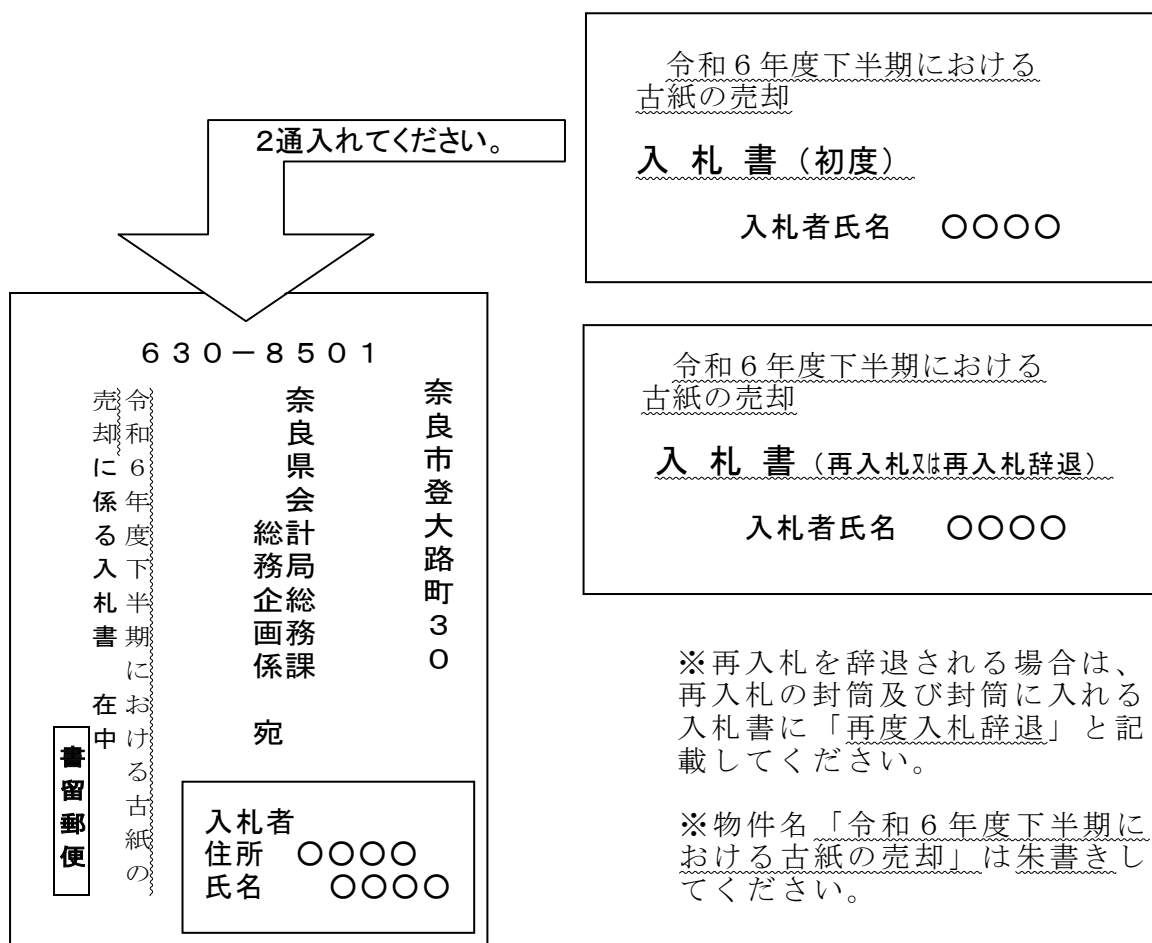 ２通入れてください。
令和６年度下半期における
古紙の売却
入 札 書（初度）
入札者氏名　〇〇〇〇
令和６年度下半期における
古紙の売却
入 札 書（再入札又は再入札辞退）
入札者氏名　〇〇〇〇
６３０－８５０１
奈良市登大路町３０
奈良県会計局総務課
総務企画係　宛
令和６年度下半期における古紙の
売却に係る入札書　在中
書留郵便
入札者
住所　〇〇〇〇
氏名　〇〇〇〇
※再入札を辞退される場合は、
再入札の封筒及び封筒に入れる
入札書に「再度入札辞退」と記
載してください。
※物件名「令和６年度下半期に
おける古紙の売却」は朱書きし
てください。